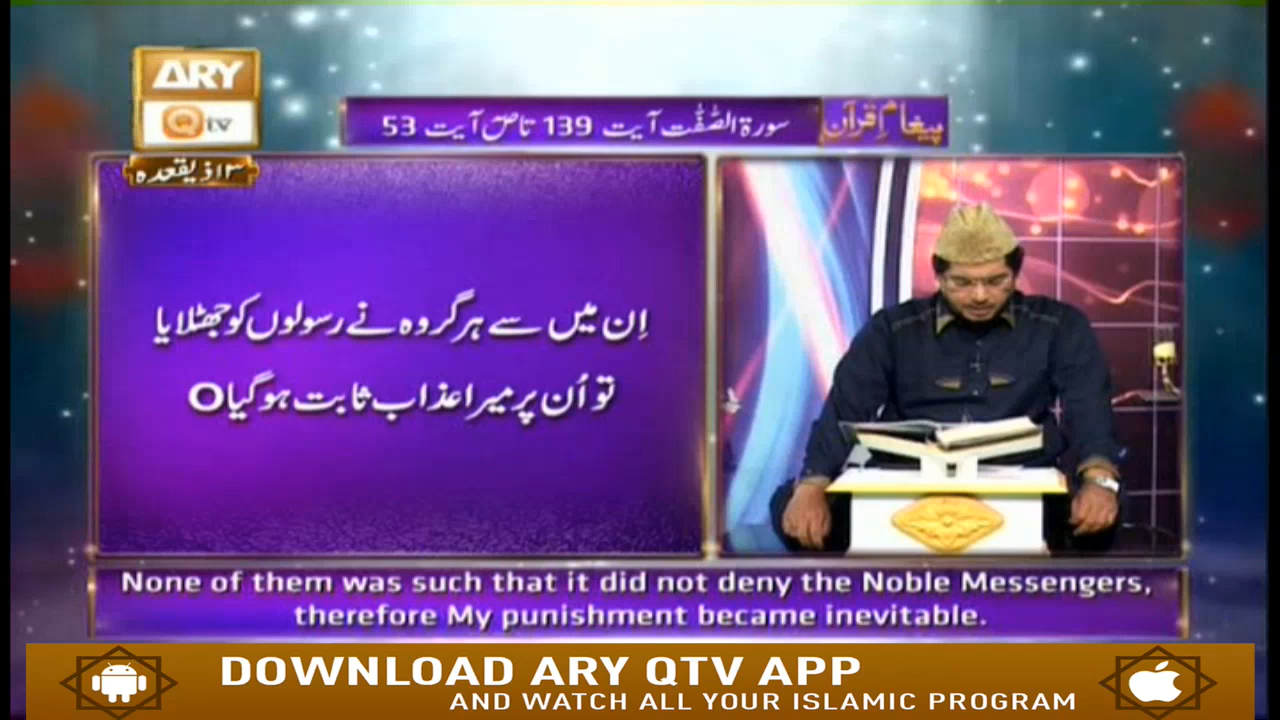 ARY
Qtv
۱۳ ذیقعدہ
پیغامِ قرآن
سورۃ الصّٰفّٰت آیت 139 تا صٓ آیت 53
اِن میں سے ہر گروہ نے رسولوں کو جھٹلایا
تو اُن پر میرا عذاب ثابت ہوگیا O
None of them was such that it did not deny the Noble Messengers,
therefore My punishment became inevitable.
DOWNLOAD ARY QTV APP
AND WATCH ALL YOUR ISLAMIC PROGRAM